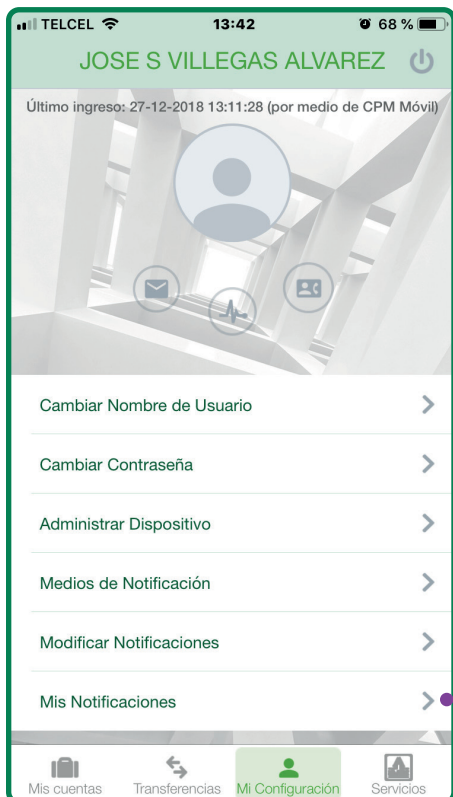 TELCEL 13:42 68 %
JOSE S VILLEGAS ALVAREZ
Último ingreso: 27-12-2018 13:11:28 (por medio de CPM Móvil)
Cambiar Nombre de Usuario
Cambiar Contraseña
Administrar Dispositivo
Medios de Notificación
Modificar Notificaciones
Mis Notificaciones
Mis cuentas Transferencias Mi Configuración Servicios